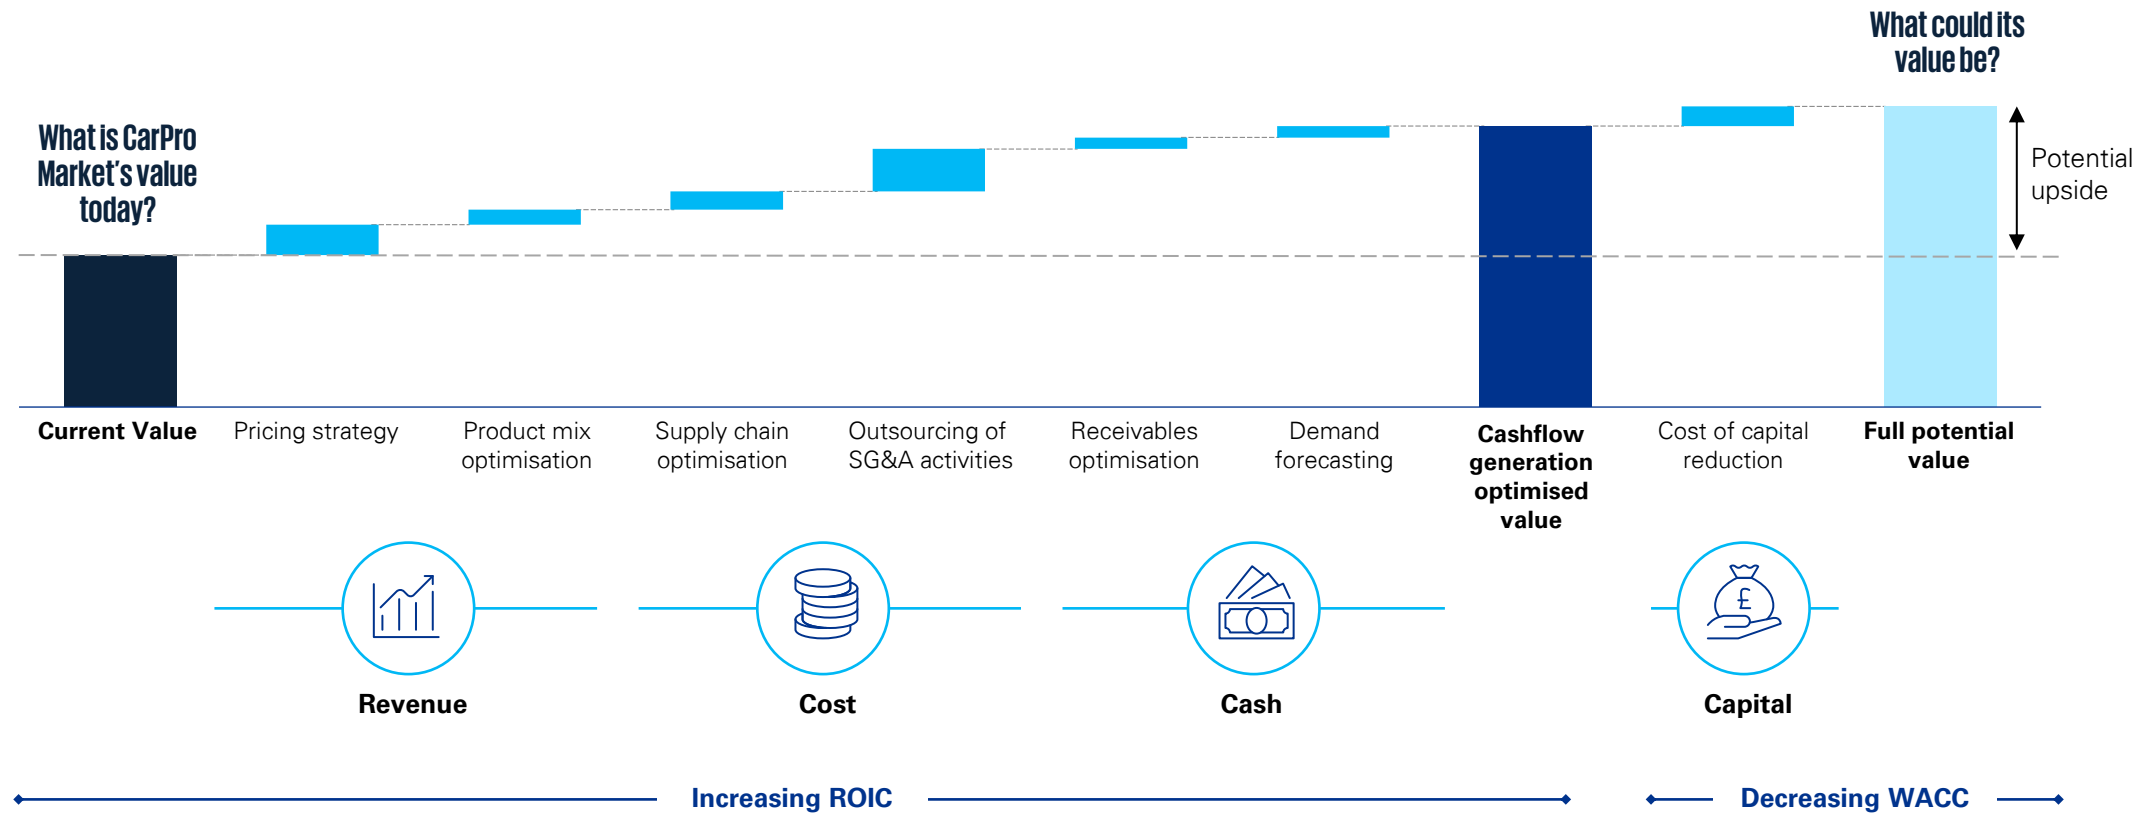 What could its
value be?
What is CarPro
Market's value
today?
Potential
upside
Current Value
Pricing strategy
Product mix
optimisation
Supply chain
optimisation
Outsourcing of
SG&A activities
Receivables
optimisation
Demand
forecasting
Cashflow
generation
optimised
value
Cost of capital
reduction
Full potential
value
£
Revenue
Cost
Cash
Capital
Increasing ROIC
Decreasing WACC